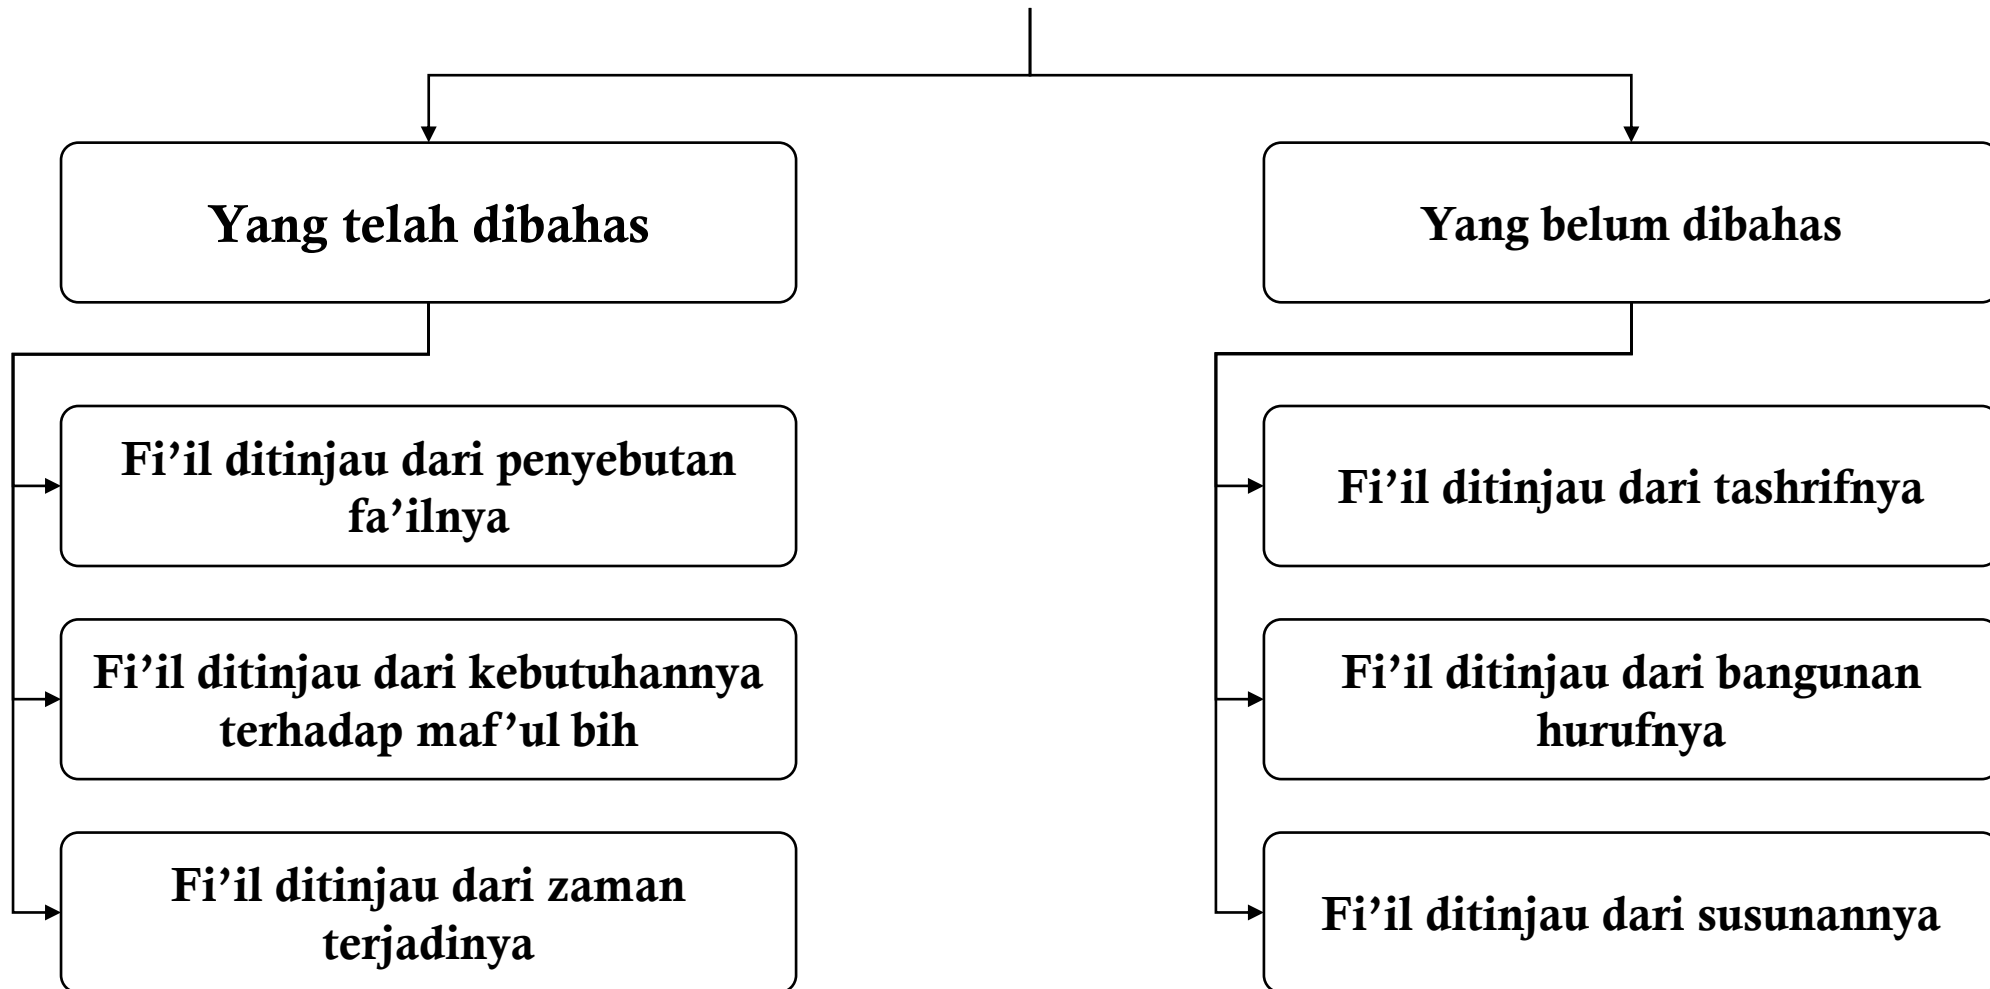 Yang telah dibahas
Yang belum dibahas
Fi’il ditinjau dari penyebutan
fa’ilnya
Fi’il ditinjau dari tashrifnya
Fi’il ditinjau dari kebutuhannya
terhadap maf’ul bih
Fi’il ditinjau dari bangunan
hurufnya
Fi’il ditinjau dari zaman
terjadinya
Fi’il ditinjau dari susunannya